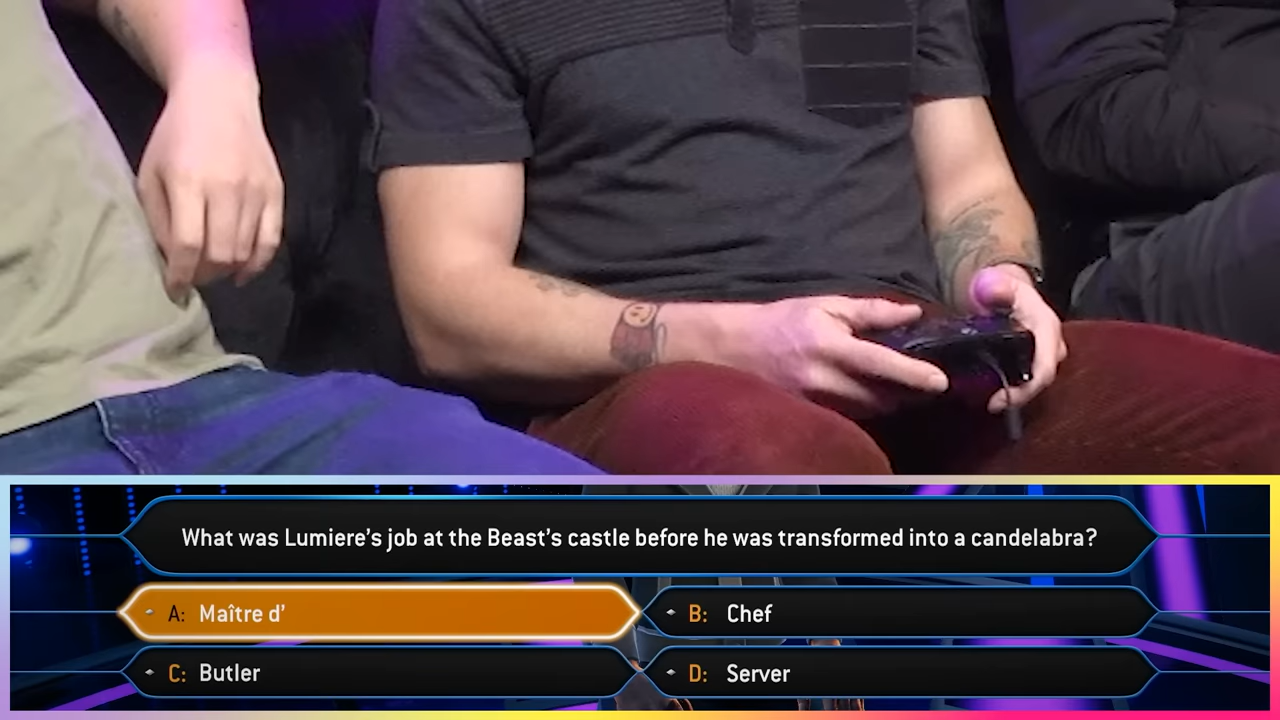 What was Lumiere's job at the Beast's castle before he was transformed into a candelabra?
A: Maître d'
B: Chef
C: Butler
D: Server